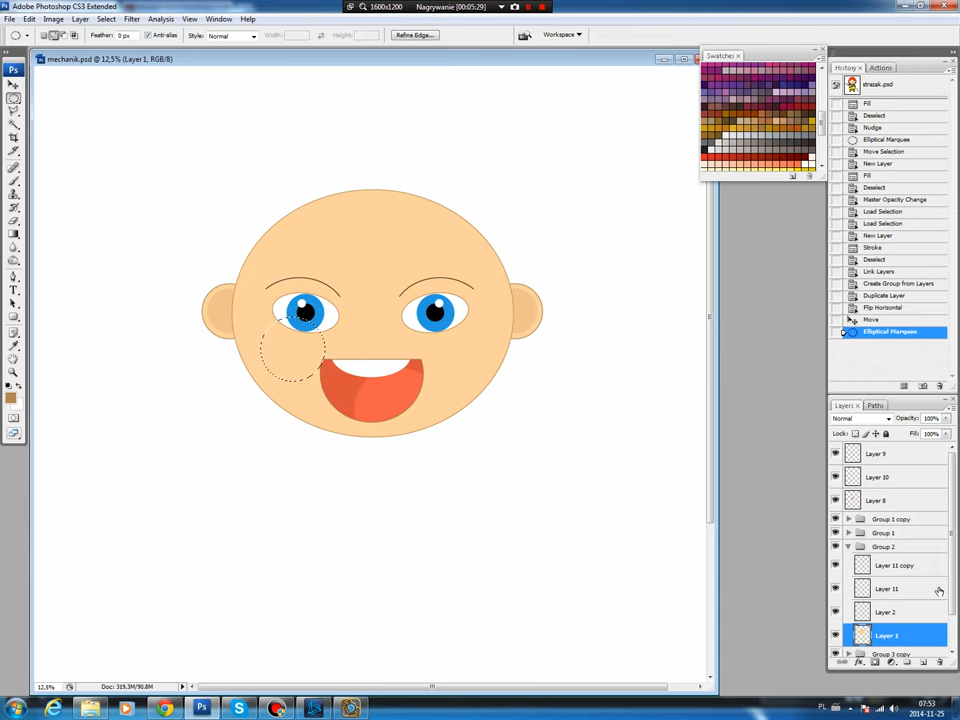 Adobe Photoshop CS3 Extended
1600x1200
Nagrywanie [00:05:29]
File Edit Image Layer Select Filter Analysis View Window Help
Feather: 0 px
Anti-alias
Style: Normal
Width:
Height:
Refine Edge...
Workspace
mechanik.psd @ 12,5% (Layer 1, RGB/8)
Swatches ×
History × Actions
strazak.psd
Fill
Deselect
Nudge
Elliptical Marquee
Move Selection
New Layer
Fill
Deselect
Master Opacity Change
Load Selection
Load Selection
New Layer
Stroke
Deselect
Link Layers
Create Group from Layers
Duplicate Layer
Flip Horizontal
Move
Elliptical Marquee
Layers × Paths
Normal
Opacity: 100%
Lock:
Fill: 100%
Layer 9
Layer 10
Layer 8
Group 1 copy
Group 1
Group 2
Layer 11 copy
Layer 11
Layer 2
Layer 1
Group 3 copy
12.5%
Doc: 319,3M/90,8M
PL
07:53
2014-11-25